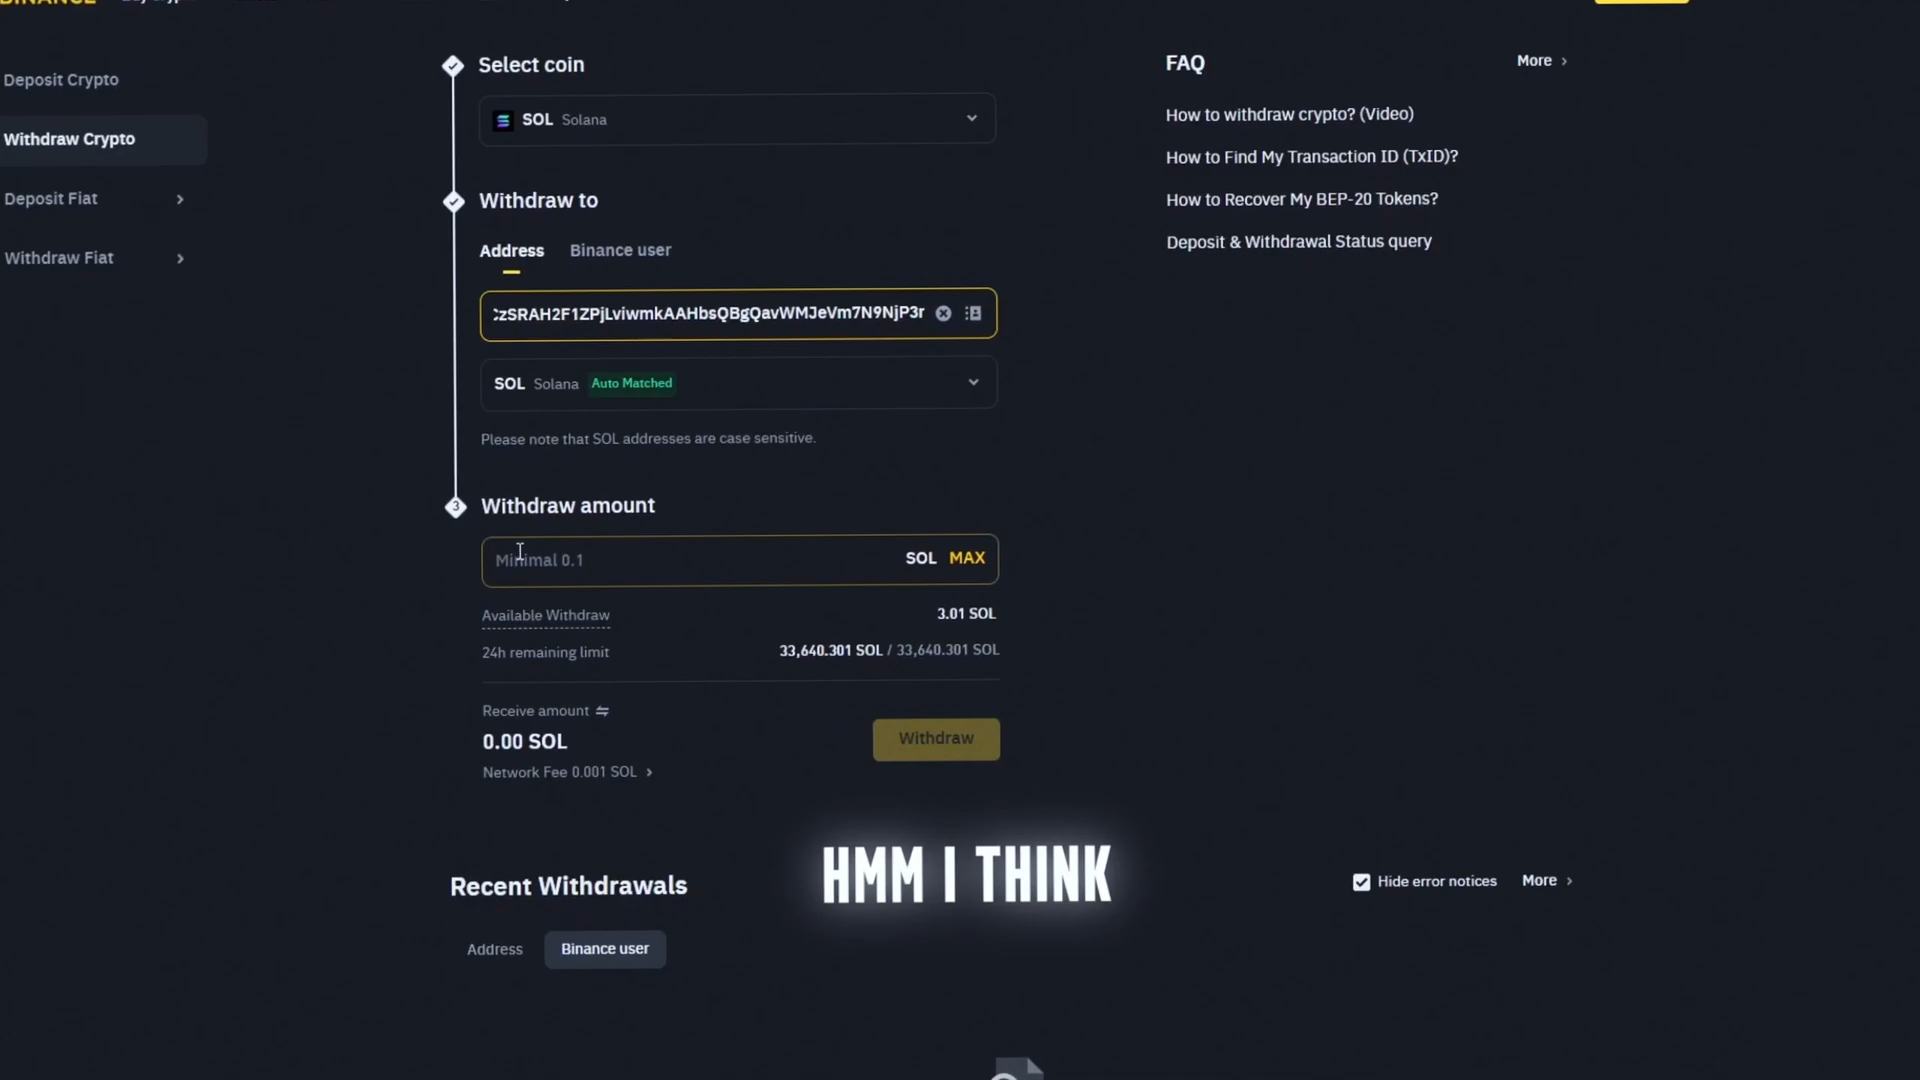 BINANCE
Deposit Crypto
Withdraw Crypto
Deposit Fiat
Withdraw Fiat
Select coin
SOL Solana
Withdraw to
Address Binance user
zSRAH2F1ZPjLviwmkAAHbsQBgQavWMJeVm7N9NjP3r
SOL Solana Auto Matched
Please note that SOL addresses are case sensitive.
3 Withdraw amount
Minimal 0.1 SOL MAX
Available Withdraw 3.01 SOL
24h remaining limit 33,640.301 SOL / 33,640.301 SOL
Receive amount
0.00 SOL
Network Fee 0.001 SOL
Withdraw
FAQ More
How to withdraw crypto? (Video)
How to Find My Transaction ID (TxID)?
How to Recover My BEP-20 Tokens?
Deposit & Withdrawal Status query
HMM I THINK
Recent Withdrawals
Hide error notices More
Address Binance user